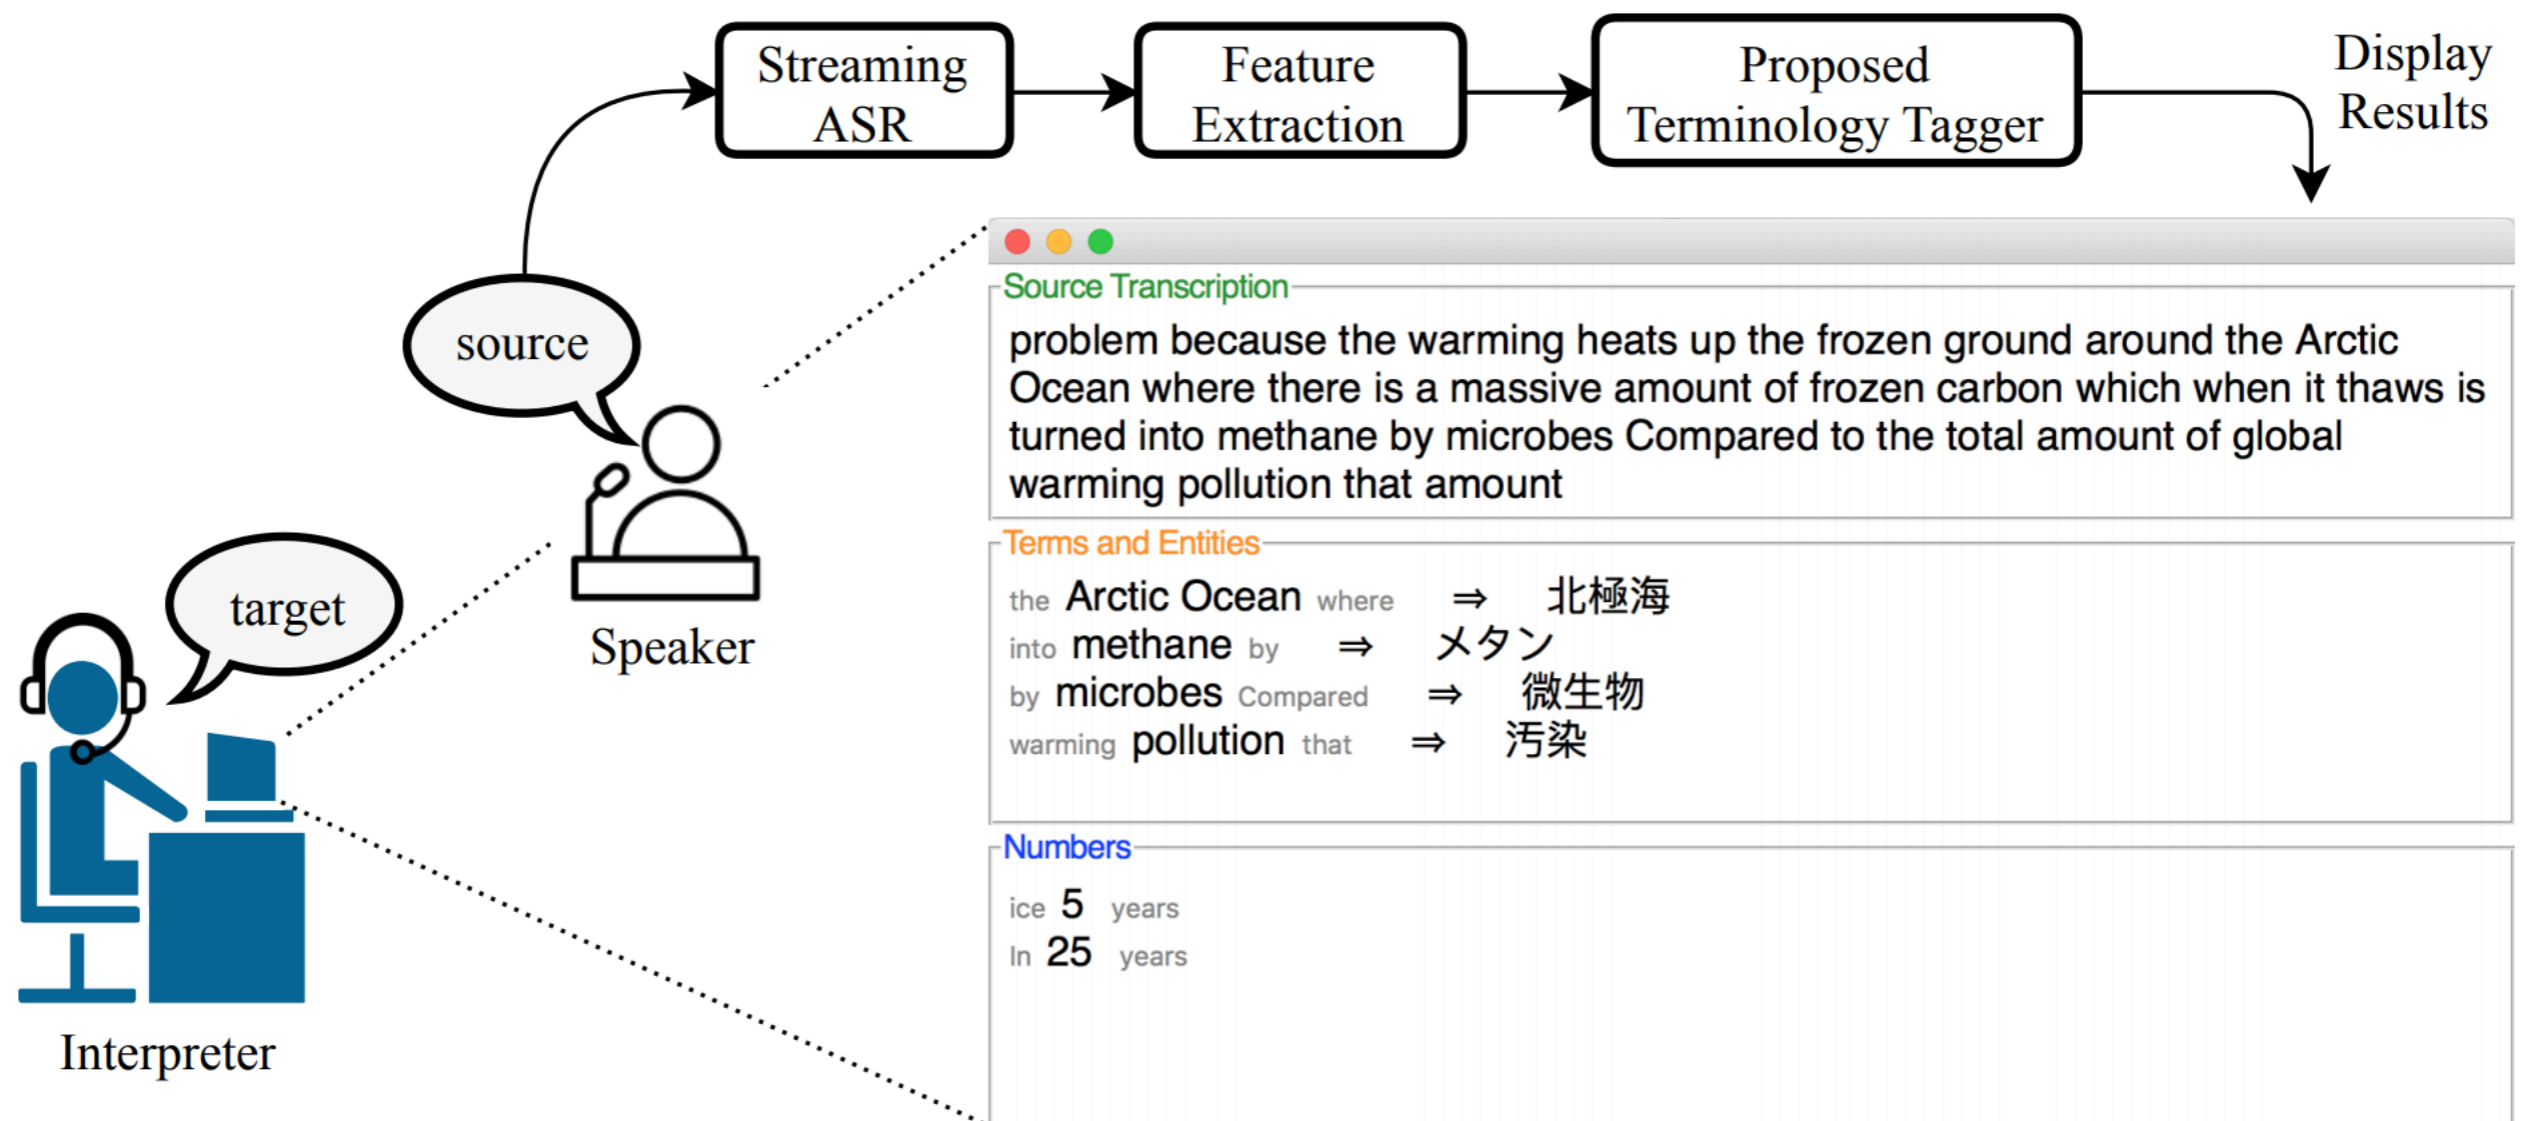 Streaming
ASR
Feature
Extraction
Proposed
Terminology Tagger
Display
Results
source
Speaker
target
Interpreter
Source Transcription
problem because the warming heats up the frozen ground around the Arctic
Ocean where there is a massive amount of frozen carbon which when it thaws is
turned into methane by microbes Compared to the total amount of global
warming pollution that amount
Terms and Entities
the Arctic Ocean where ⇒ 北極海
into methane by ⇒ メタン
by microbes Compared ⇒ 微生物
warming pollution that ⇒ 汚染
Numbers
ice 5 years
In 25 years